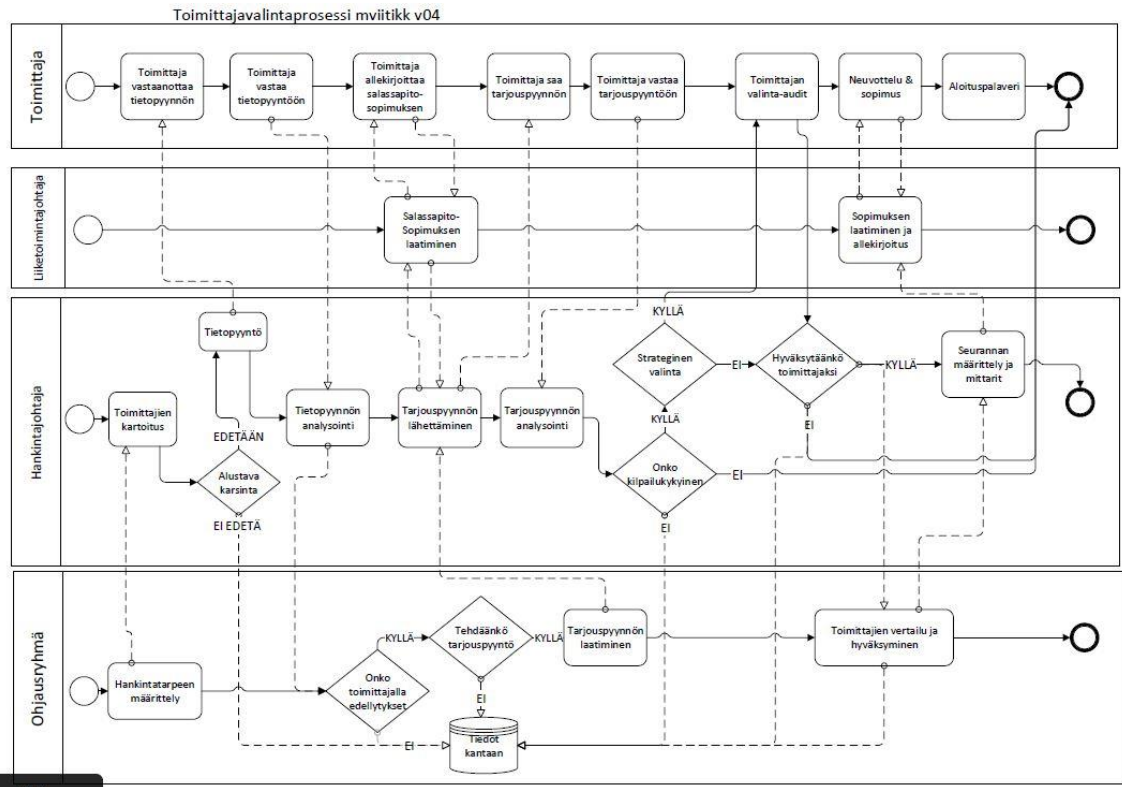 Toimittajavalintaprosessi mviitikk v04
Toimittaja
Toimittaja
vastaanottaa
tietopyynnön
Toimittaja
vastaa
tietopyyntöön
Toimittaja
allekirjoittaa
salassapito-
sopimuksen
Toimittaja saa
tarjouspyynnön
Toimittaja vastaa
tarjouspyyntöön
Toimittajan
valinta-audit
Neuvottelu &
sopimus
Aloituspalaveri
Liiketoimintajohtaja
Salassapito-
Sopimuksen
laatiminen
Sopimuksen
laatiminen ja
allekirjoitus
Hankintajohtaja
Toimittajien
kartoitus
Tietopyyntö
EDETÄÄN
Alustava
karsinta
EI EDETÄ
Tietopyynnön
analysointi
Tarjouspyynnön
lähettäminen
Tarjouspyynnön
analysointi
KYLLÄ
Strateginen
valinta
EI
KYLLÄ
Onko
kilpailukykyinen
EI
EI
Hyväksytäänkö
toimittajaksi
KYLLÄ
EI
Seurannan
määrittely ja
mittarit
Ohjausryhmä
Hankintatarpeen
määrittely
Onko
toimittajalla
edellytykset
KYLLÄ
EI
Tehdäänkö
tarjouspyyntö
KYLLÄ
EI
Tiedot
kantaan
Tarjouspyynnön
laatiminen
Toimittajien vertailu ja
hyväksyminen